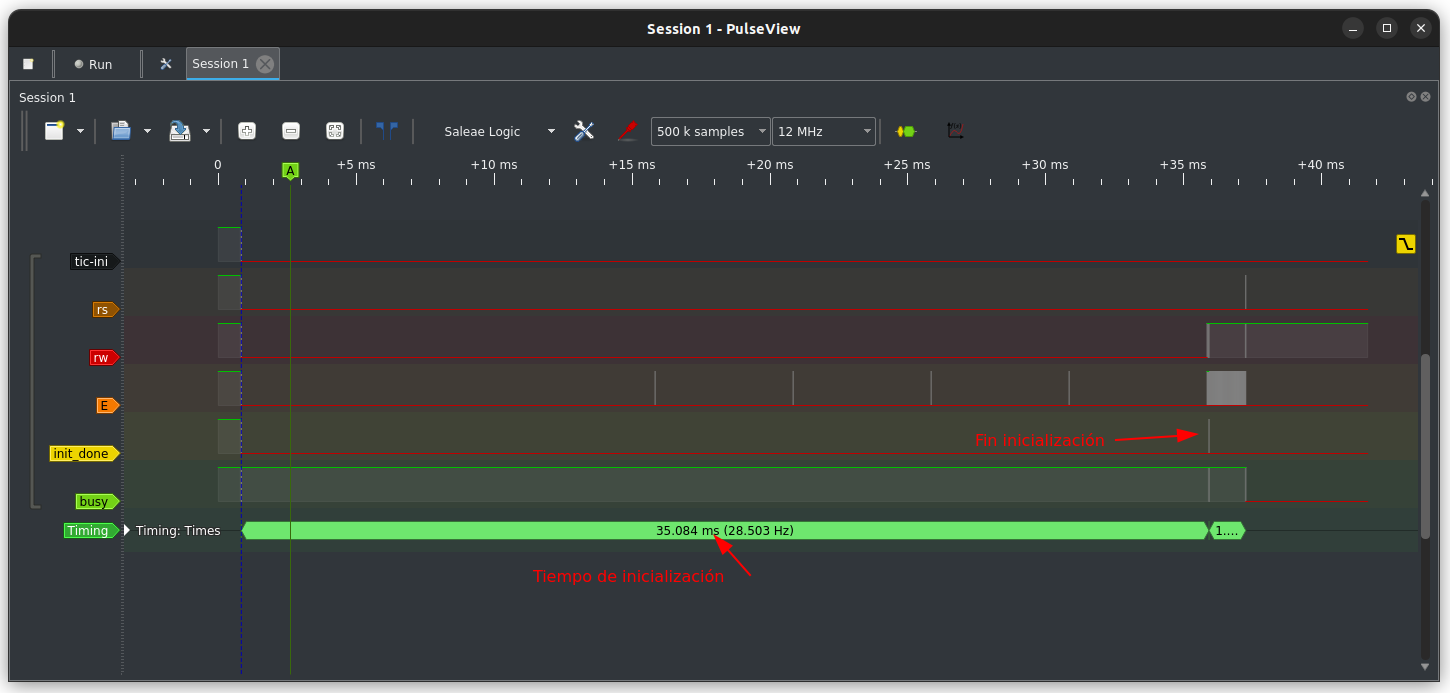 Session 1 - PulseView
Run
Session 1
Session 1
Saleae Logic
500 k samples
12 MHz
0
+5 ms
+10 ms
+15 ms
+20 ms
+25 ms
+30 ms
+35 ms
+40 ms
A
tic-ini
rs
rw
E
Fin inicialización
init_done
busy
Timing
Timing: Times
35.084 ms (28.503 Hz)
1....
Tiempo de inicialización